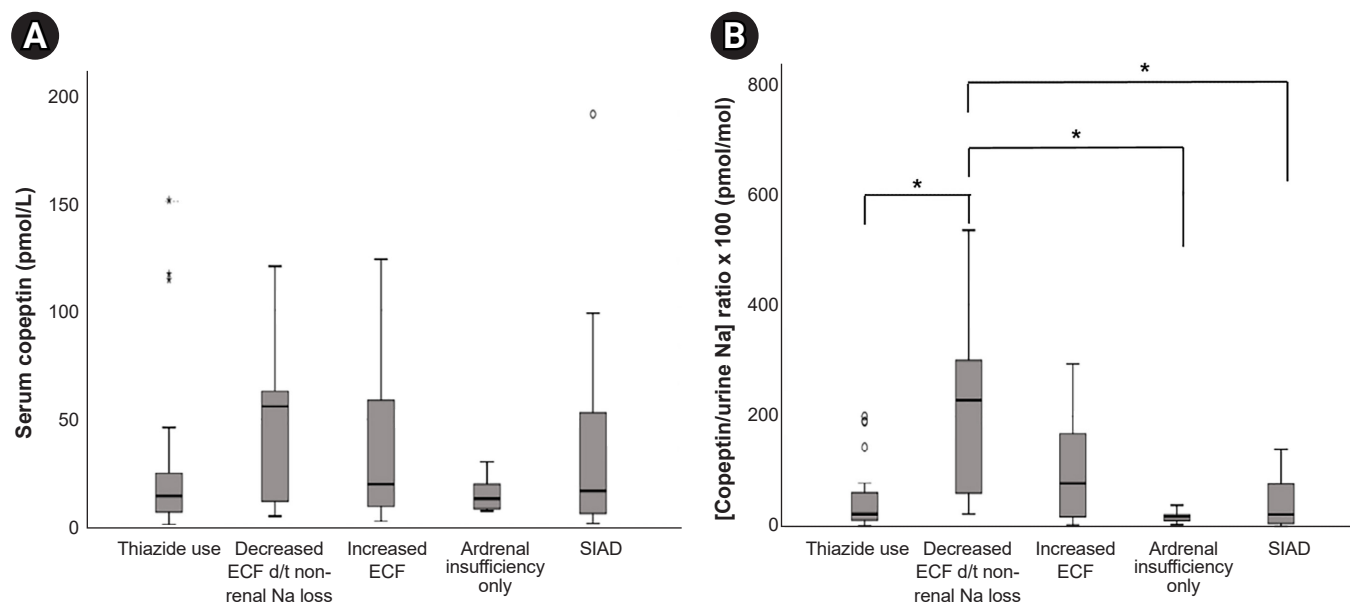 A
Serum copeptin (pmol/L)
200
150
100
50
0
Thiazide use
Decreased
ECF d/t non-
renal Na loss
Increased
ECF
Ardrenal
insufficiency
only
SIAD
B
[Copeptin/urine Na] ratio x 100 (pmol/mol)
800
600
400
200
0
*
*
*
Thiazide use
Decreased
ECF d/t non-
renal Na loss
Increased
ECF
Ardrenal
insufficiency
only
SIAD